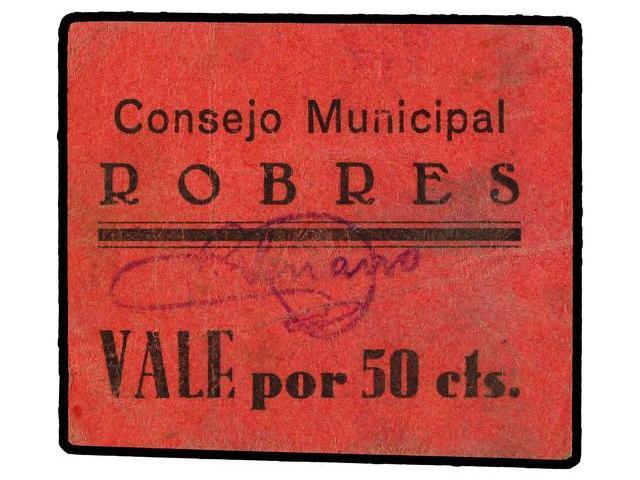 Consejo Municipal
ROBRES
VALE por 50 cts.